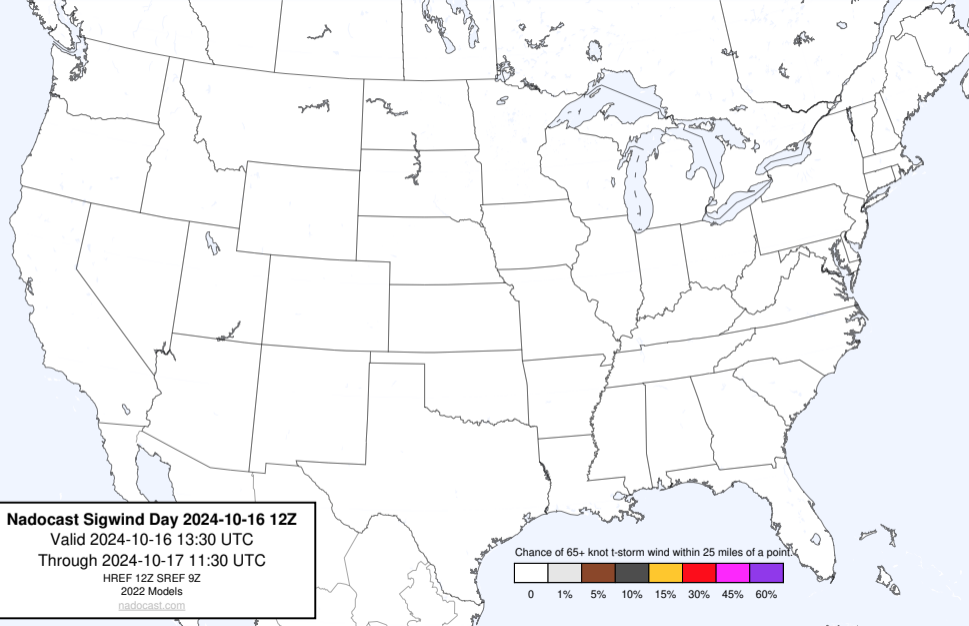 Nadocast Sigwind Day 2024-10-16 12Z
Valid 2024-10-16 13:30 UTC
Through 2024-10-17 11:30 UTC
HREF 12Z SREF 9Z
2022 Models
nadocast.com
Chance of 65+ knot t-storm wind within 25 miles of a point.
0 1% 5% 10% 15% 30% 45% 60%